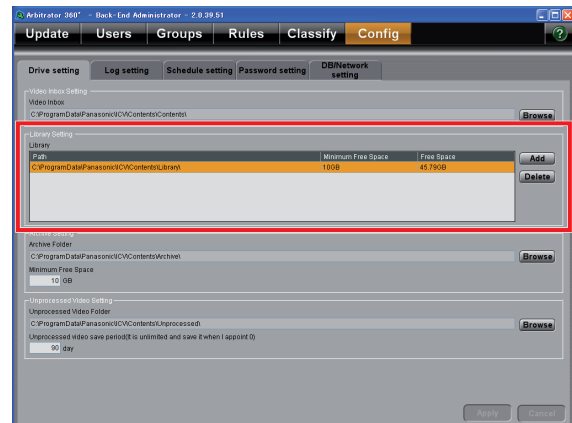 Arbitrator 360° - Back-End Administrator - 2.0.39.51
Update Users Groups Rules Classify Config ?
Drive setting Log setting Schedule setting Password setting DB/Network setting
Video Inbox Setting
Video Inbox
C:\ProgramData\Panasonic\ICV\Contents\Contents\ Browse
Library Setting
Library
Path Minimum Free Space Free Space Add
C:\ProgramData\Panasonic\ICV\Contents\Library\ 10GB 45.79GB
Delete
Archive Setting
Archive Folder
C:\ProgramData\Panasonic\ICV\Contents\Archive\ Browse
Minimum Free Space
10 GB
Unprocessed Video Setting
Unprocessed Video Folder
C:\ProgramData\Panasonic\ICV\Contents\Unprocessed\ Browse
Unprocessed video save period(It is unlimited and save it when I appoint 0)
90 day
Apply Cancel